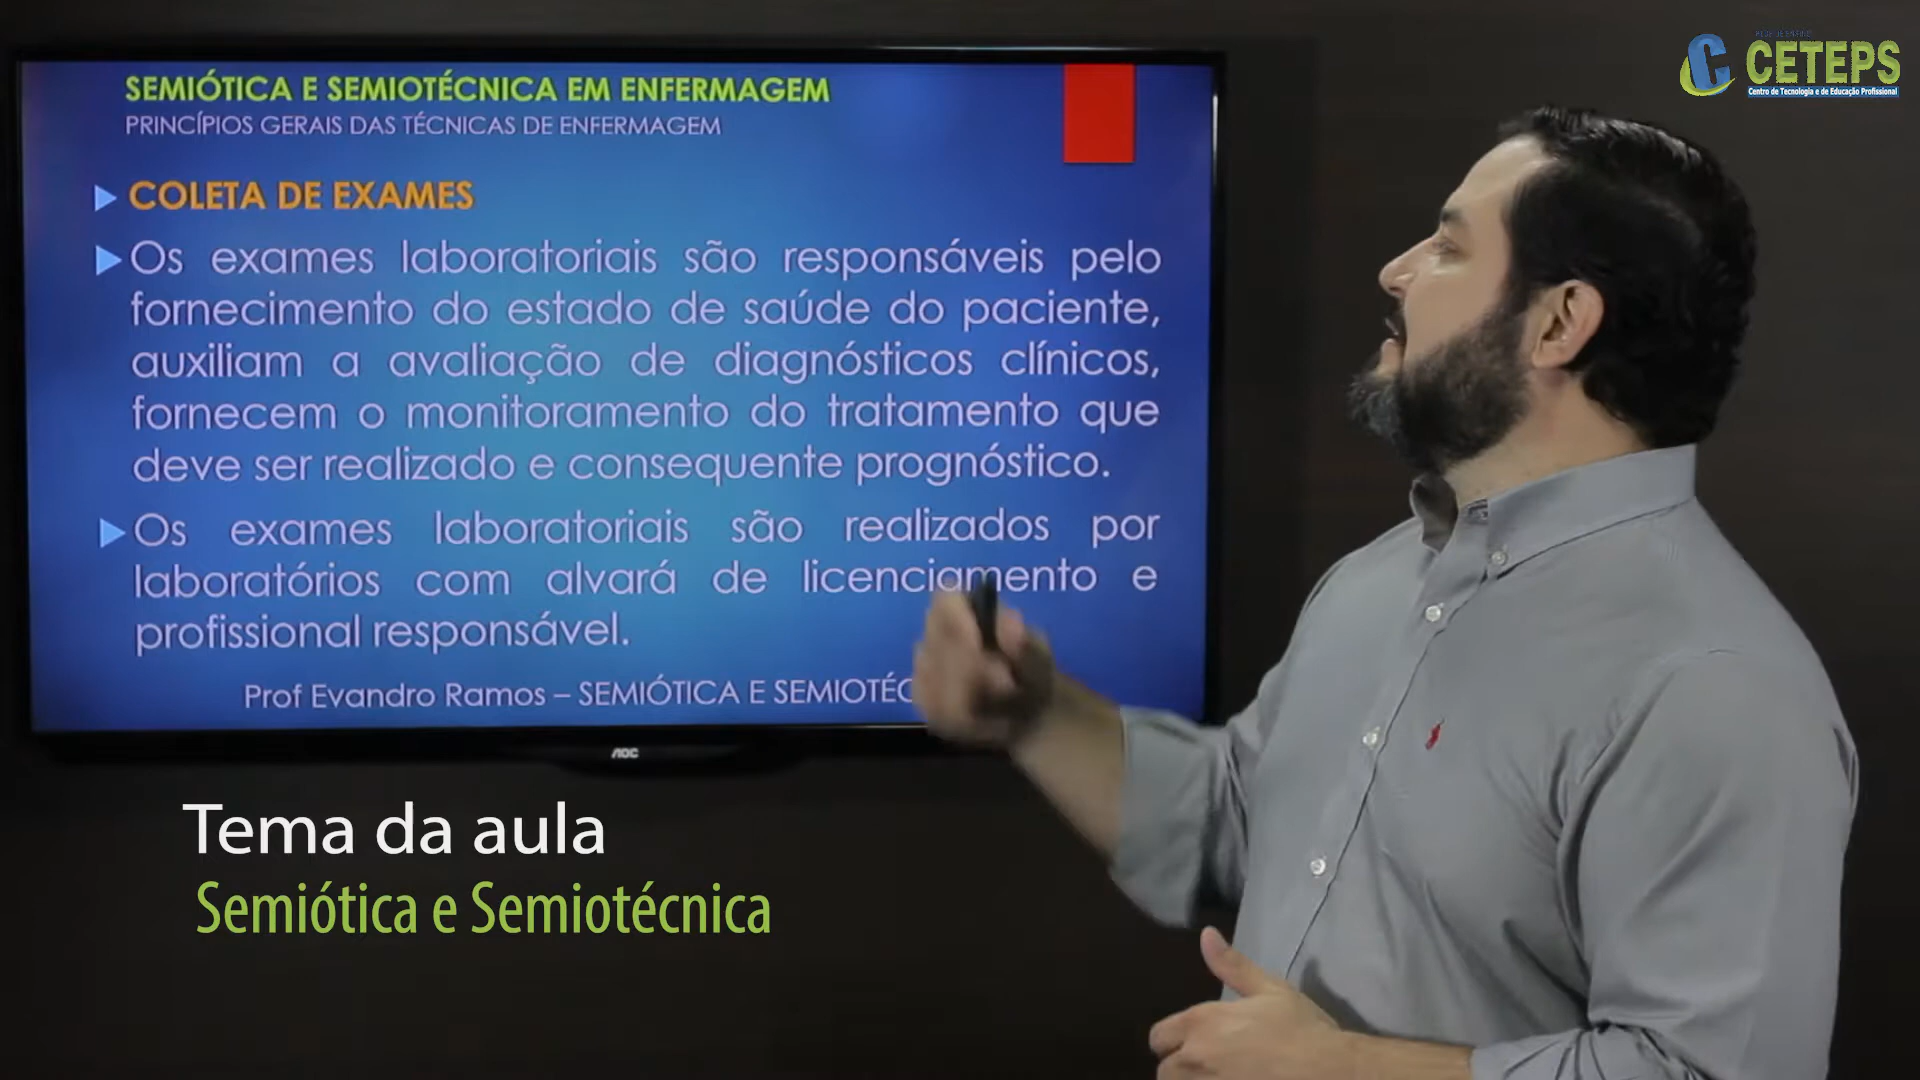 CETEPS
Centro de Tecnologia e de Educação Profissional
SEMIÓTICA E SEMIOTÉCNICA EM ENFERMAGEM
PRINCÍPIOS GERAIS DAS TÉCNICAS DE ENFERMAGEM
COLETA DE EXAMES
Os exames laboratoriais são responsáveis pelo
fornecimento do estado de saúde do paciente,
auxiliam a avaliação de diagnósticos clínicos,
fornecem o monitoramento do tratamento que
deve ser realizado e consequente prognóstico.
Os exames laboratoriais são realizados por
laboratórios com alvará de licenciamento e
profissional responsável.
Prof Evandro Ramos – SEMIÓTICA E SEMIOTÉC
AOC
Tema da aula
Semiótica e Semiotécnica